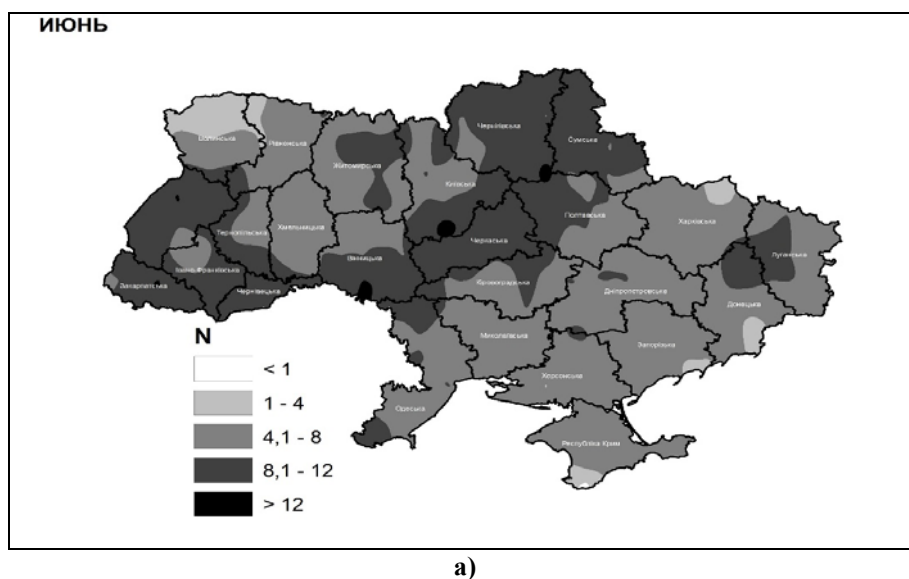 ИЮНЬ
Волинська
Рівненська
Житомирська
Київська
Чернігівська
Сумська
Тернопільська
Хмельницька
Вінницька
Черкаська
Полтавська
Харківська
Луганська
Івано-Франківська
Закарпатська
Чернівецька
Кіровоградська
Дніпропетровська
Донецька
Миколаївська
Запорізька
Херсонська
Одеська
Республіка Крим
N
< 1
1 - 4
4,1 - 8
8,1 - 12
> 12
а)